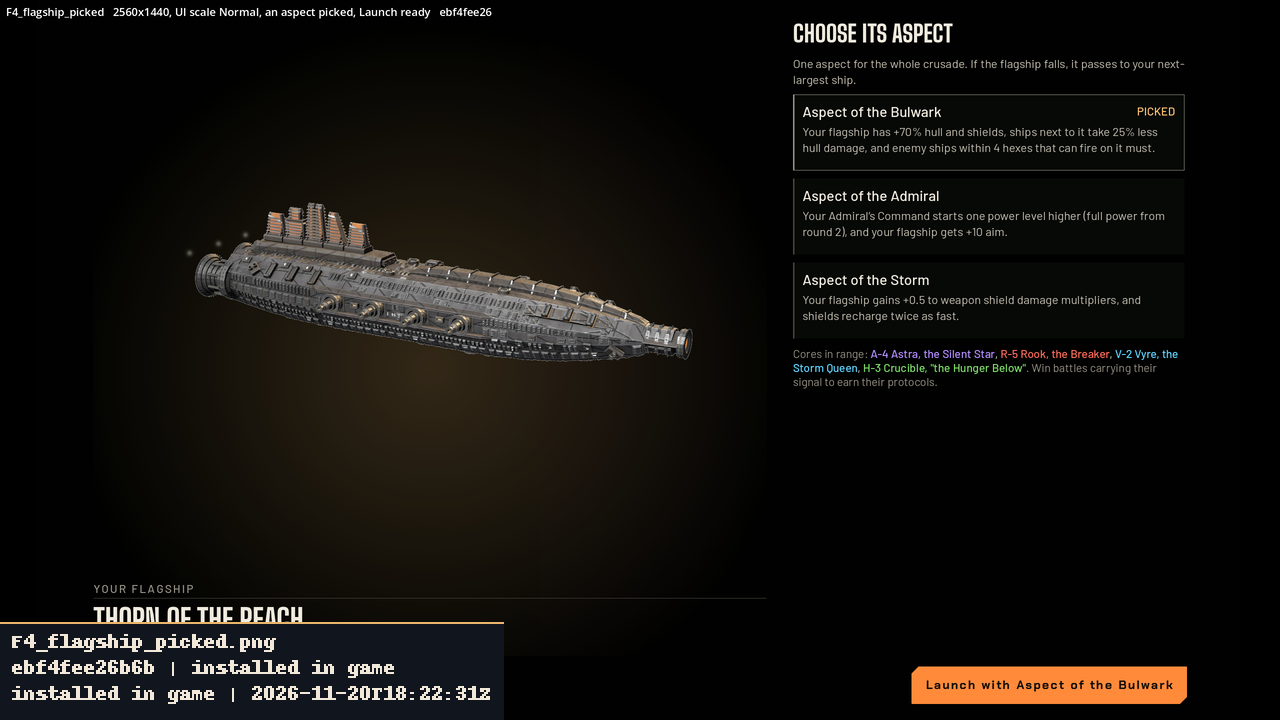 F4_flagship_picked 2560x1440, UI scale Normal, an aspect picked, Launch ready ebf4fee26
CHOOSE ITS ASPECT
One aspect for the whole crusade. If the flagship falls, it passes to your next-
largest ship.
Aspect of the Bulwark
PICKED
Your flagship has +70% hull and shields, ships next to it take 25% less
hull damage, and enemy ships within 4 hexes that can fire on it must.
Aspect of the Admiral
Your Admiral's Command starts one power level higher (full power from
round 2), and your flagship gets +10 aim.
Aspect of the Storm
Your flagship gains +0.5 to weapon shield damage multipliers, and
shields recharge twice as fast.
Cores in range: A-4 Astra, the Silent Star, R-5 Rook, the Breaker, V-2 Vyre, the
Storm Queen, H-3 Crucible, "the Hunger Below". Win battles carrying their
signal to earn their protocols.
YOUR FLAGSHIP
THORN OF THE REACH
F4_flagship_picked.png
ebf4fee26b6b | installed in game
installed in game | 2026-11-20T18:22:31Z
Launch with Aspect of the Bulwark